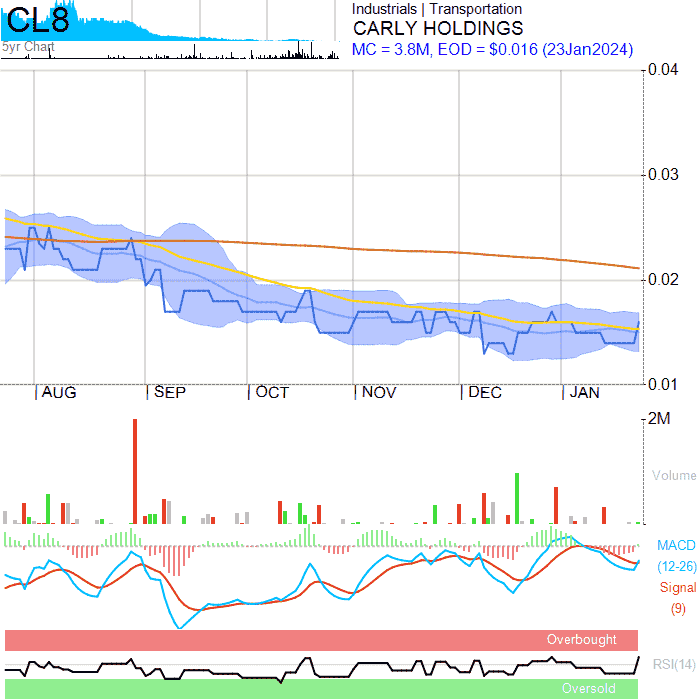 CL8
5yr Chart
Industrials | Transportation
CARLY HOLDINGS
MC = 3.8M, EOD = $0.016 (23Jan2024)
0.04
0.03
0.02
0.01
| AUG | SEP | OCT | NOV | DEC | JAN
2M
Volume
MACD
(12-26)
Signal
(9)
Overbought
RSI(14)
Oversold